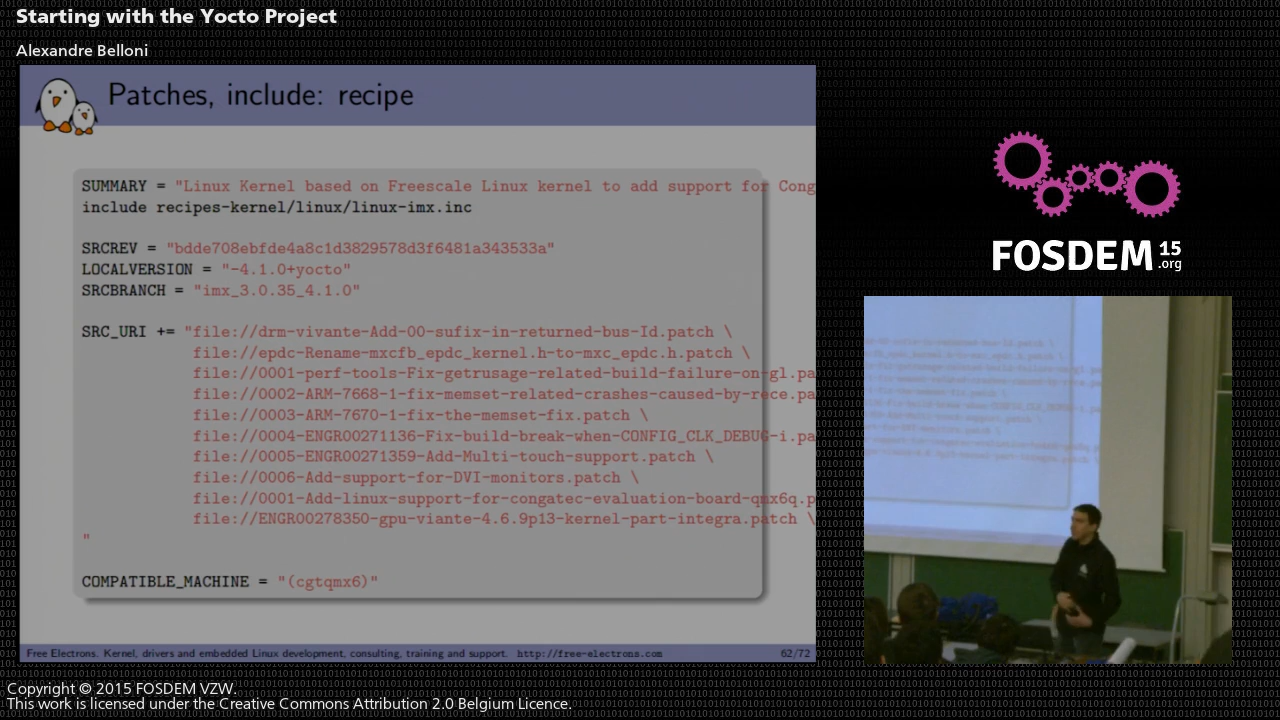 Starting with the Yocto Project
Alexandre Belloni
Patches, include: recipe
SUMMARY = "Linux Kernel based on Freescale Linux kernel to add support for Cong
include recipes-kernel/linux/linux-imx.inc
SRCREV = "bdde708ebfde4a8c1d3829578d3f6481a343533a"
LOCALVERSION = "-4.1.0+yocto"
SRCBRANCH = "imx_3.0.35_4.1.0"
SRC_URI += "file://drm-vivante-Add-00-sufix-in-returned-bus-Id.patch \
file://epdc-Rename-mxcfb_epdc_kernel.h-to-mxc_epdc.h.patch \
file://0001-perf-tools-Fix-getrusage-related-build-failure-on-gl.pa
file://0002-ARM-7668-1-fix-memset-related-crashes-caused-by-rece.pa
file://0003-ARM-7670-1-fix-the-memset-fix.patch \
file://0004-ENGR00271136-Fix-build-break-when-CONFIG_CLK_DEBUG-i.pa
file://0005-ENGR00271359-Add-Multi-touch-support.patch \
file://0006-Add-support-for-DVI-monitors.patch \
file://0001-Add-linux-support-for-congatec-evaluation-board-qmx6q.p
file://ENGR00278350-gpu-viante-4.6.9p13-kernel-part-integra.patch \
"
COMPATIBLE_MACHINE = "(cgtqmx6)"
Free Electrons. Kernel, drivers and embedded Linux development, consulting, training and support. http://free-electrons.com 62/72
FOSDEM 15 .org
Copyright © 2015 FOSDEM VZW.
This work is licensed under the Creative Commons Attribution 2.0 Belgium Licence.